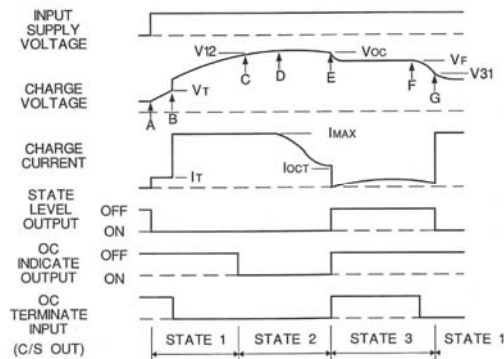 INPUT
SUPPLY
VOLTAGE
V12
VOC
VF
V31
C
D
E
F
G
CHARGE
VOLTAGE
VT
A
B
CHARGE
CURRENT
IMAX
IOCT
IT
STATE
LEVEL
OUTPUT
OFF
ON
OC
INDICATE
OUTPUT
OFF
ON
OC
TERMINATE
INPUT
(C/S OUT)
STATE 1
STATE 2
STATE 3
STATE 1